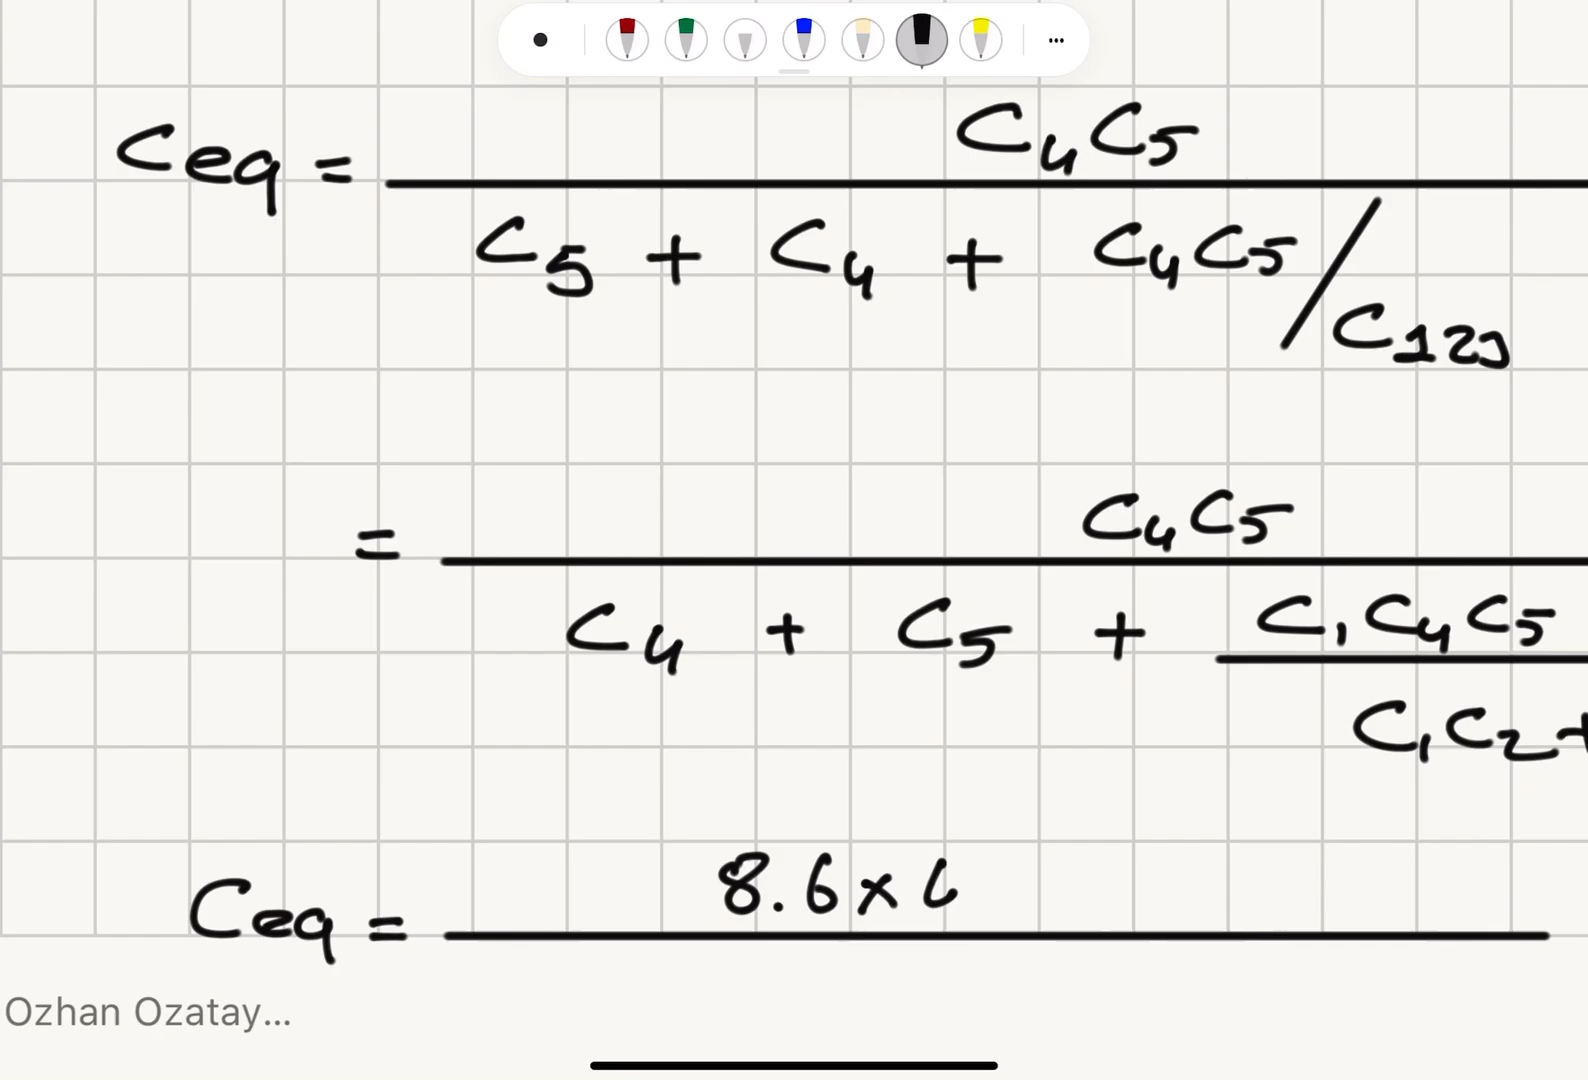 C4C5
Ceq =
C5 + C4 + C4C5/C123
C4C5
=
C4 + C5 + C1C4C5
C1C2+
8.6×6
Ceq =
Ozhan Ozatay...